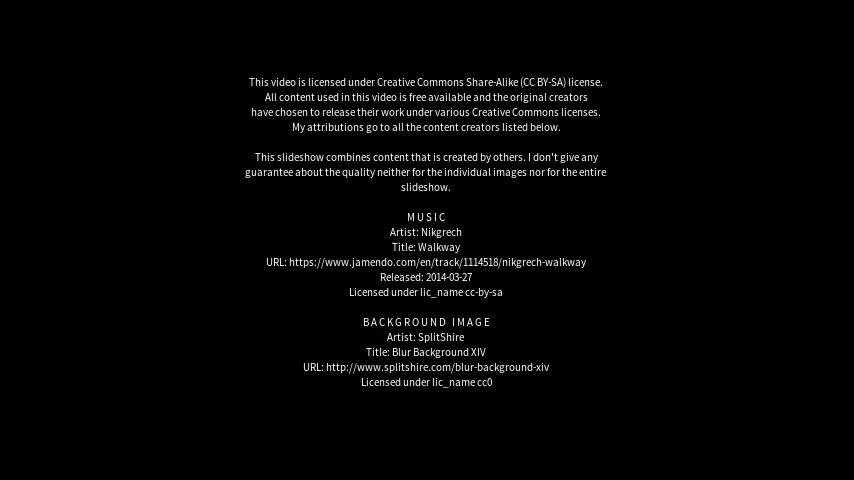 This video is licensed under Creative Commons Share-Alike (CC BY-SA) license.
All content used in this video is free available and the original creators
have chosen to release their work under various Creative Commons licenses.
My attributions go to all the content creators listed below.
This slideshow combines content that is created by others. I don't give any
guarantee about the quality neither for the individual images nor for the entire
slideshow.
MUSIC
Artist: Nikgrech
Title: Walkway
URL: https://www.jamendo.com/en/track/1114518/nikgrech-walkway
Released: 2014-03-27
Licensed under lic_name cc-by-sa
BACKGROUND IMAGE
Artist: SplitShire
Title: Blur Background XIV
URL: http://www.splitshire.com/blur-background-xiv
Licensed under lic_name cc0